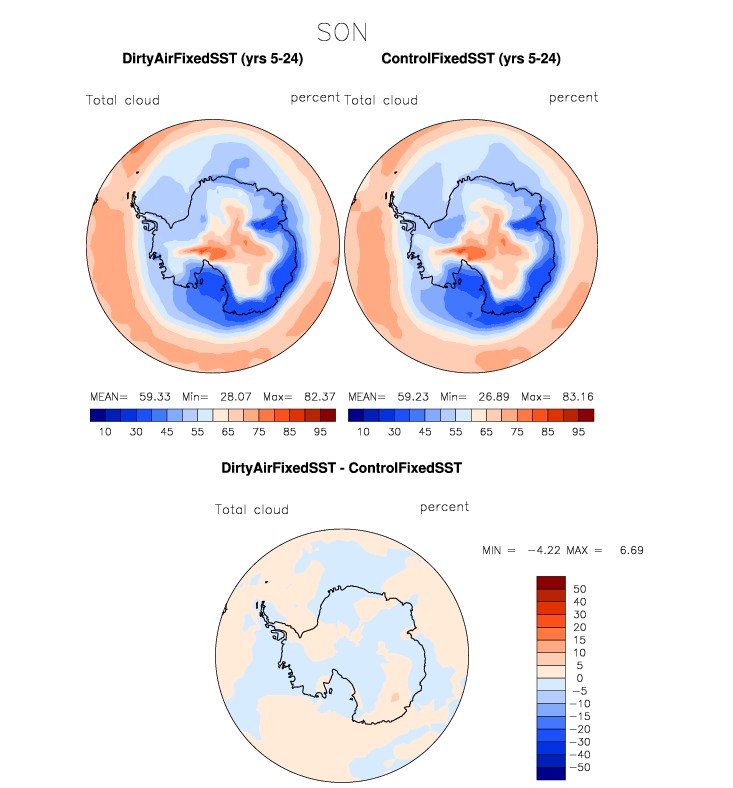 SON
DirtyAirFixedSST (yrs 5-24) ControlFixedSST (yrs 5-24)
Total cloud percent Total cloud percent
MEAN= 59.33 Min= 28.07 Max= 82.37 MEAN= 59.23 Min= 26.89 Max= 83.16
10 30 45 55 65 75 85 95 10 30 45 55 65 75 85 95
DirtyAirFixedSST - ControlFixedSST
Total cloud percent
MIN = -4.22 MAX = 6.69
50
40
30
20
15
10
5
0
-5
-10
-15
-20
-30
-40
-50